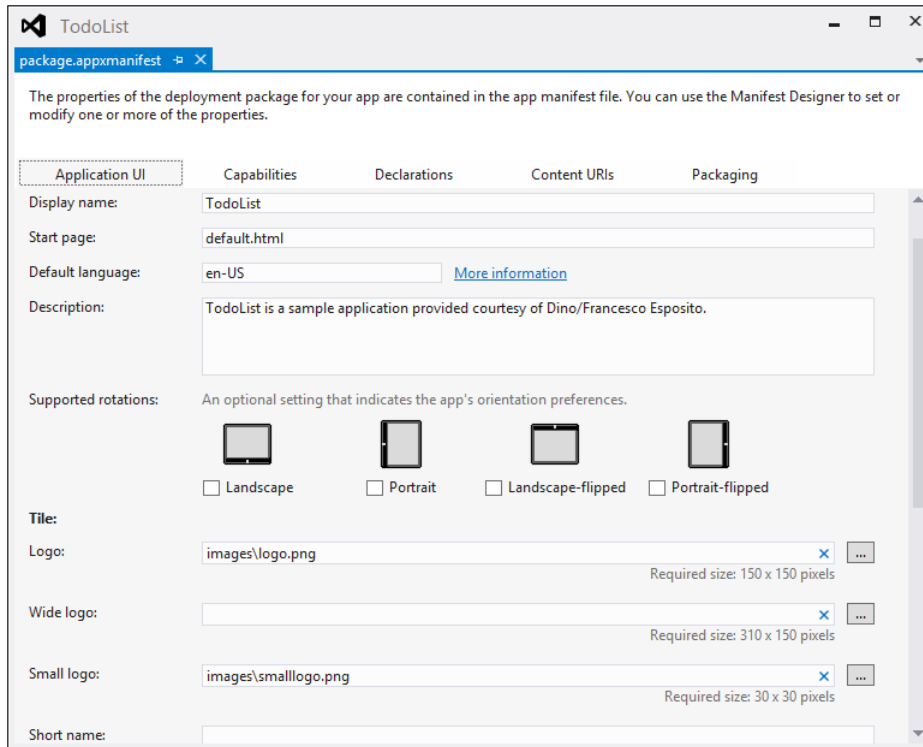 TodoList
package.appxmanifest
The properties of the deployment package for your app are contained in the app manifest file. You can use the Manifest Designer to set or
modify one or more of the properties.
Application UI Capabilities Declarations Content URIs Packaging
Display name: TodoList
Start page: default.html
Default language: en-US More information
Description: TodoList is a sample application provided courtesy of Dino/Francesco Esposito.
Supported rotations: An optional setting that indicates the app's orientation preferences.
Landscape Portrait Landscape-flipped Portrait-flipped
Tile:
Logo: images\logo.png ...
Required size: 150 x 150 pixels
Wide logo: ...
Required size: 310 x 150 pixels
Small logo: images\smalllogo.png ...
Required size: 30 x 30 pixels
Short name: